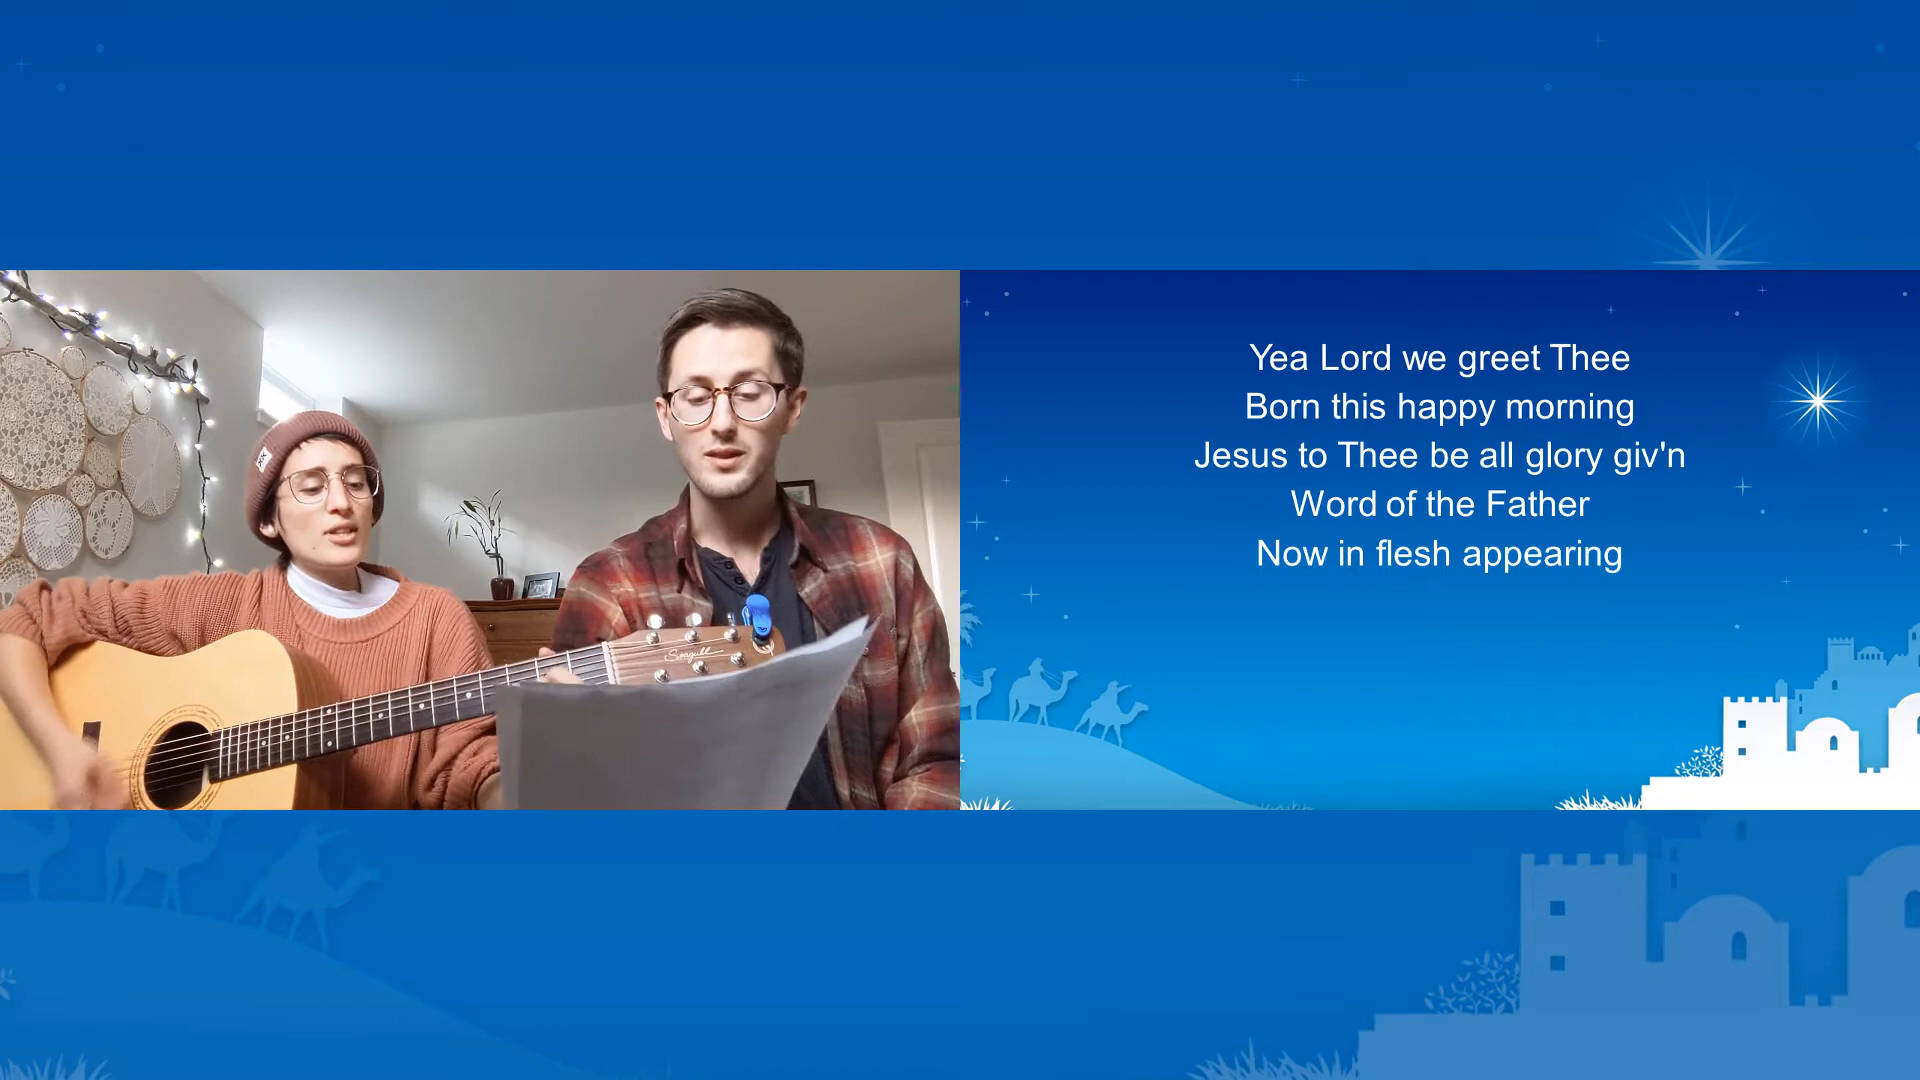 Yea Lord we greet Thee
Born this happy morning
Jesus to Thee be all glory giv'n
Word of the Father
Now in flesh appearing
Seagull